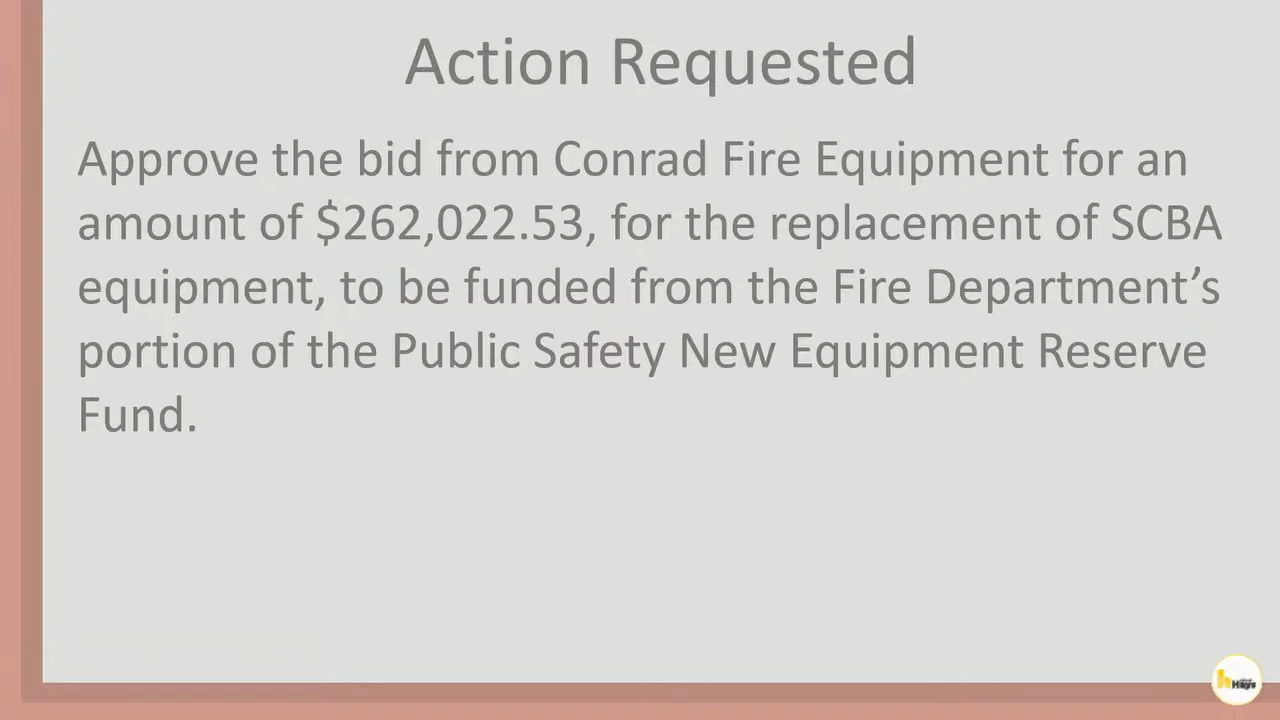 Action Requested
Approve the bid from Conrad Fire Equipment for an
amount of $262,022.53, for the replacement of SCBA
equipment, to be funded from the Fire Department’s
portion of the Public Safety New Equipment Reserve
Fund.
Hays